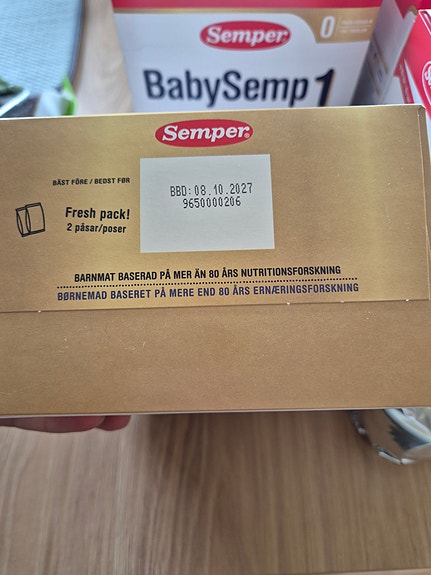 Semper
0
BabySemp 1
Semper
BÄST FÖRE / BEDST FØR
BBD: 08.10.2027
9650000206
Fresh pack!
2 påsar/poser
BARNMAT BASERAD PÅ MER ÄN 80 ÅRS NUTRITIONSFORSKNING
BØRNEMAD BASERET PÅ MERE END 80 ÅRS ERNÆRINGSFORSKNING